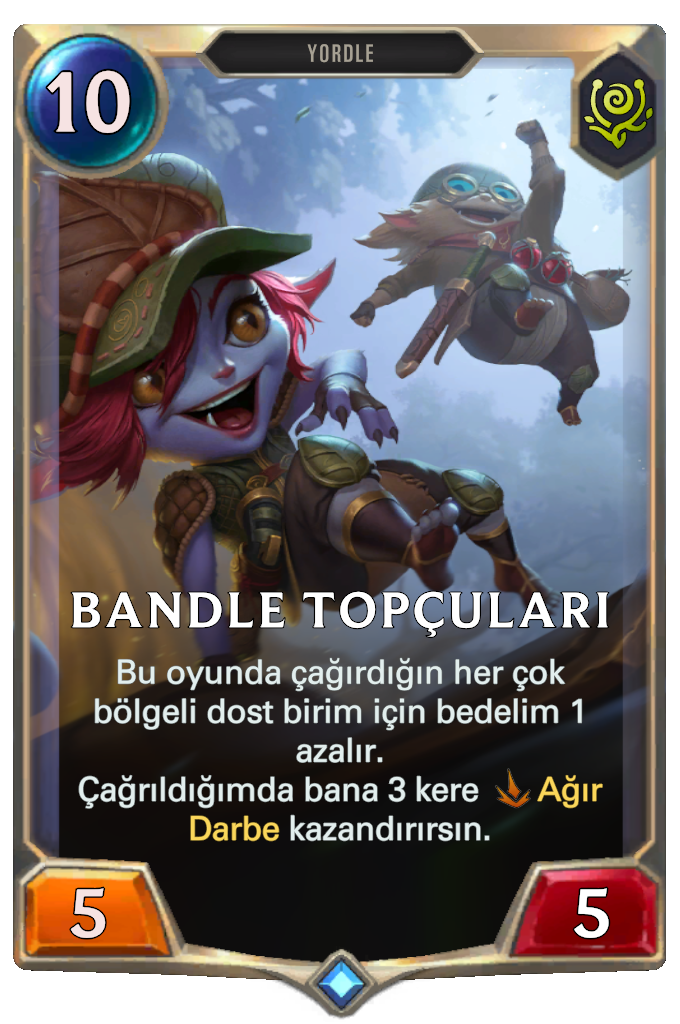 10
YORDLE
BANDLE TOPÇULARI
Bu oyunda çağırdığın her çok
bölgeli dost birim için bedelim 1
azalır.
Çağrıldığımda bana 3 kere Ağır
Darbe kazandırırsın.
5
5